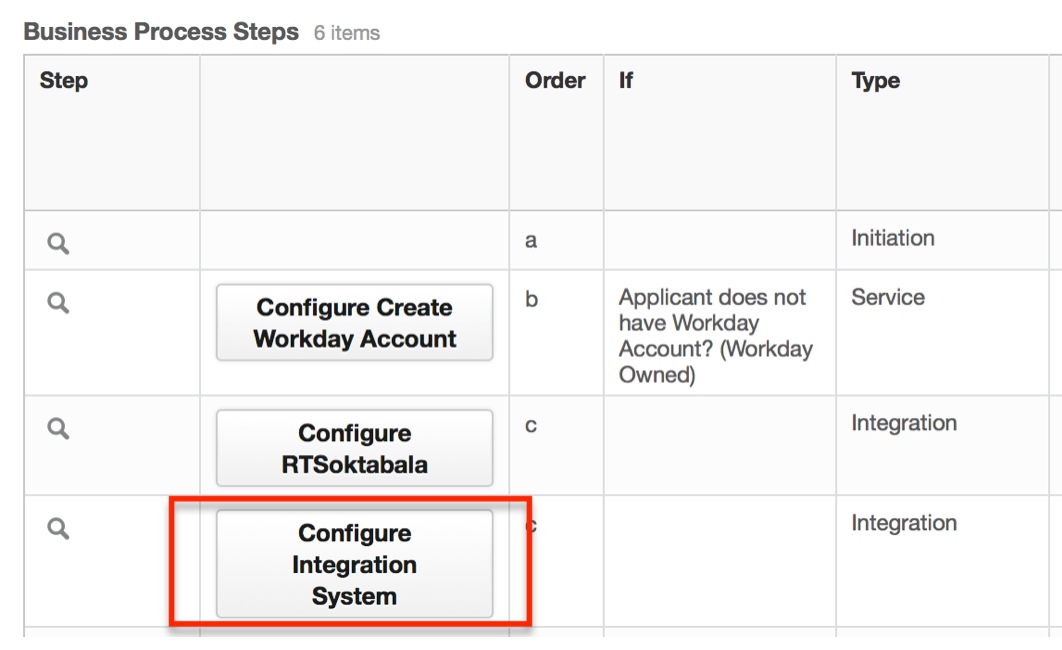 Business Process Steps 6 items
Step Order If Type
a Initiation
Configure Create
Workday Account
b
Applicant does not
have Workday
Account? (Workday
Owned)
Service
Configure
RTSoktabala
c
Integration
Configure
Integration
System
c
Integration